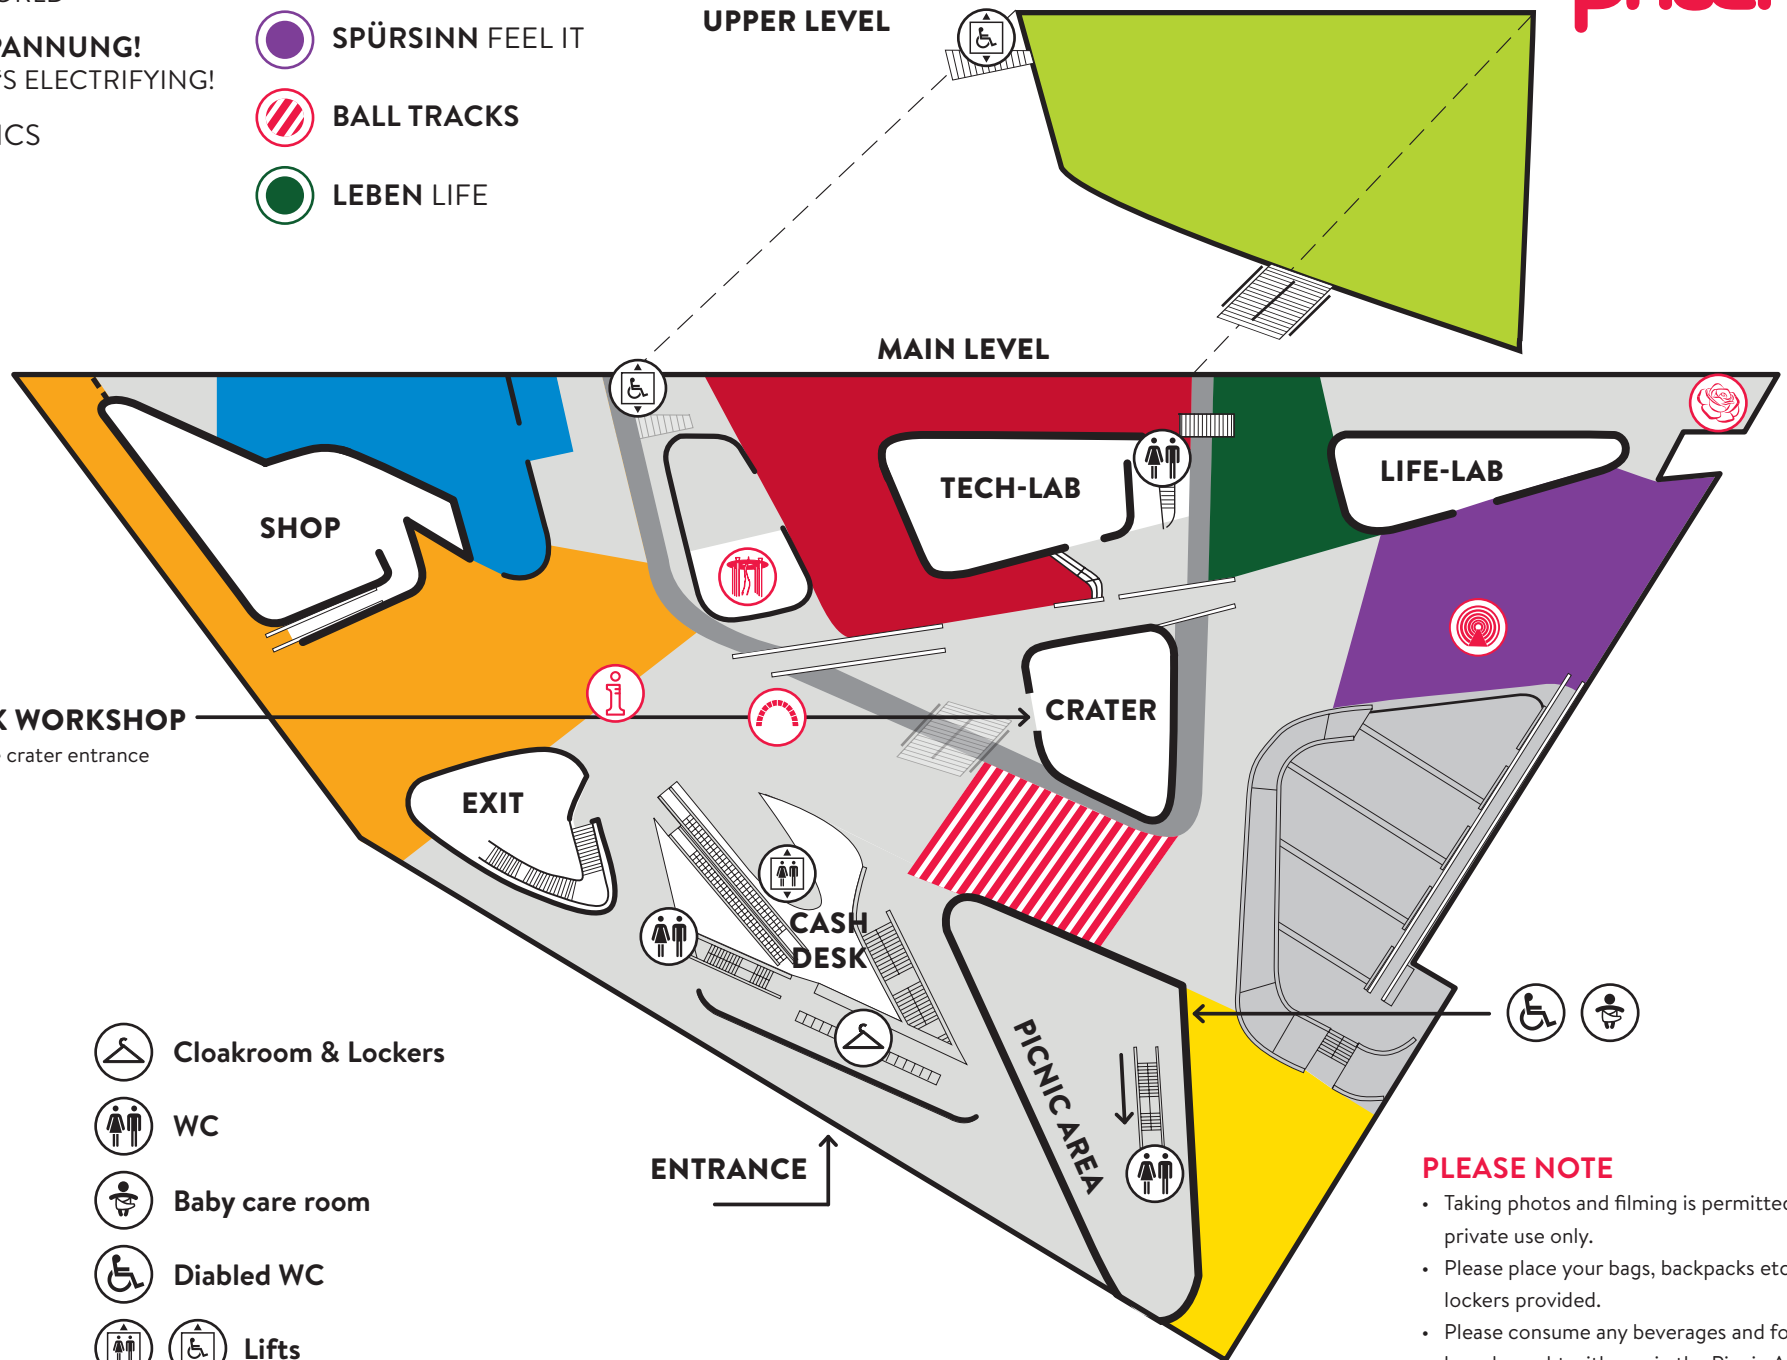 PANNUNG!
'S ELECTRIFYING!
ICS
SPÜRSINN FEEL IT
BALL TRACKS
LEBEN LIFE
UPPER LEVEL
MAIN LEVEL
SHOP
TECH-LAB
LIFE-LAB
CRATER
K WORKSHOP
crater entrance
EXIT
CASH
DESK
PICNIC AREA
ENTRANCE
Cloakroom & Lockers
WC
Baby care room
Diabled WC
Lifts
PLEASE NOTE
• Taking photos and filming is permitted
private use only.
• Please place your bags, backpacks etc
lockers provided.
• Please consume any beverages and fo